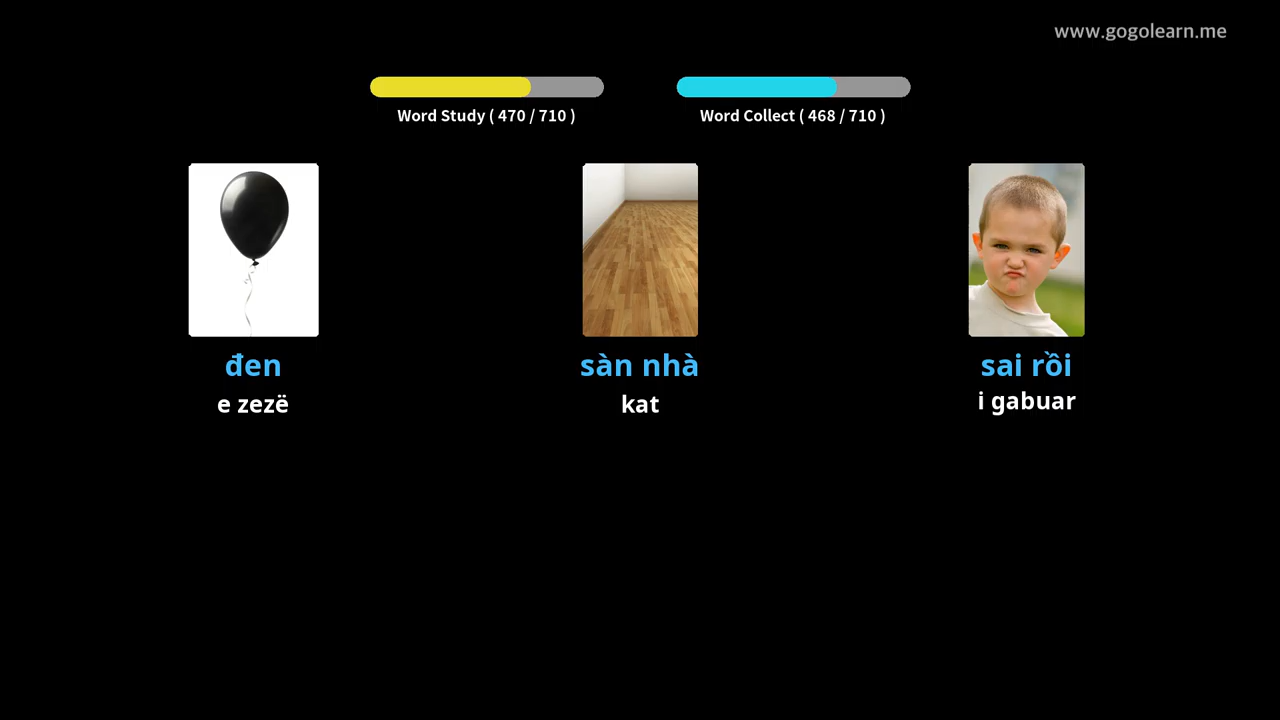 www.gogolearn.me
Word Study ( 470 / 710 )
Word Collect ( 468 / 710 )
đen
sàn nhà
sai rồi
e zezë
kat
i gabuar